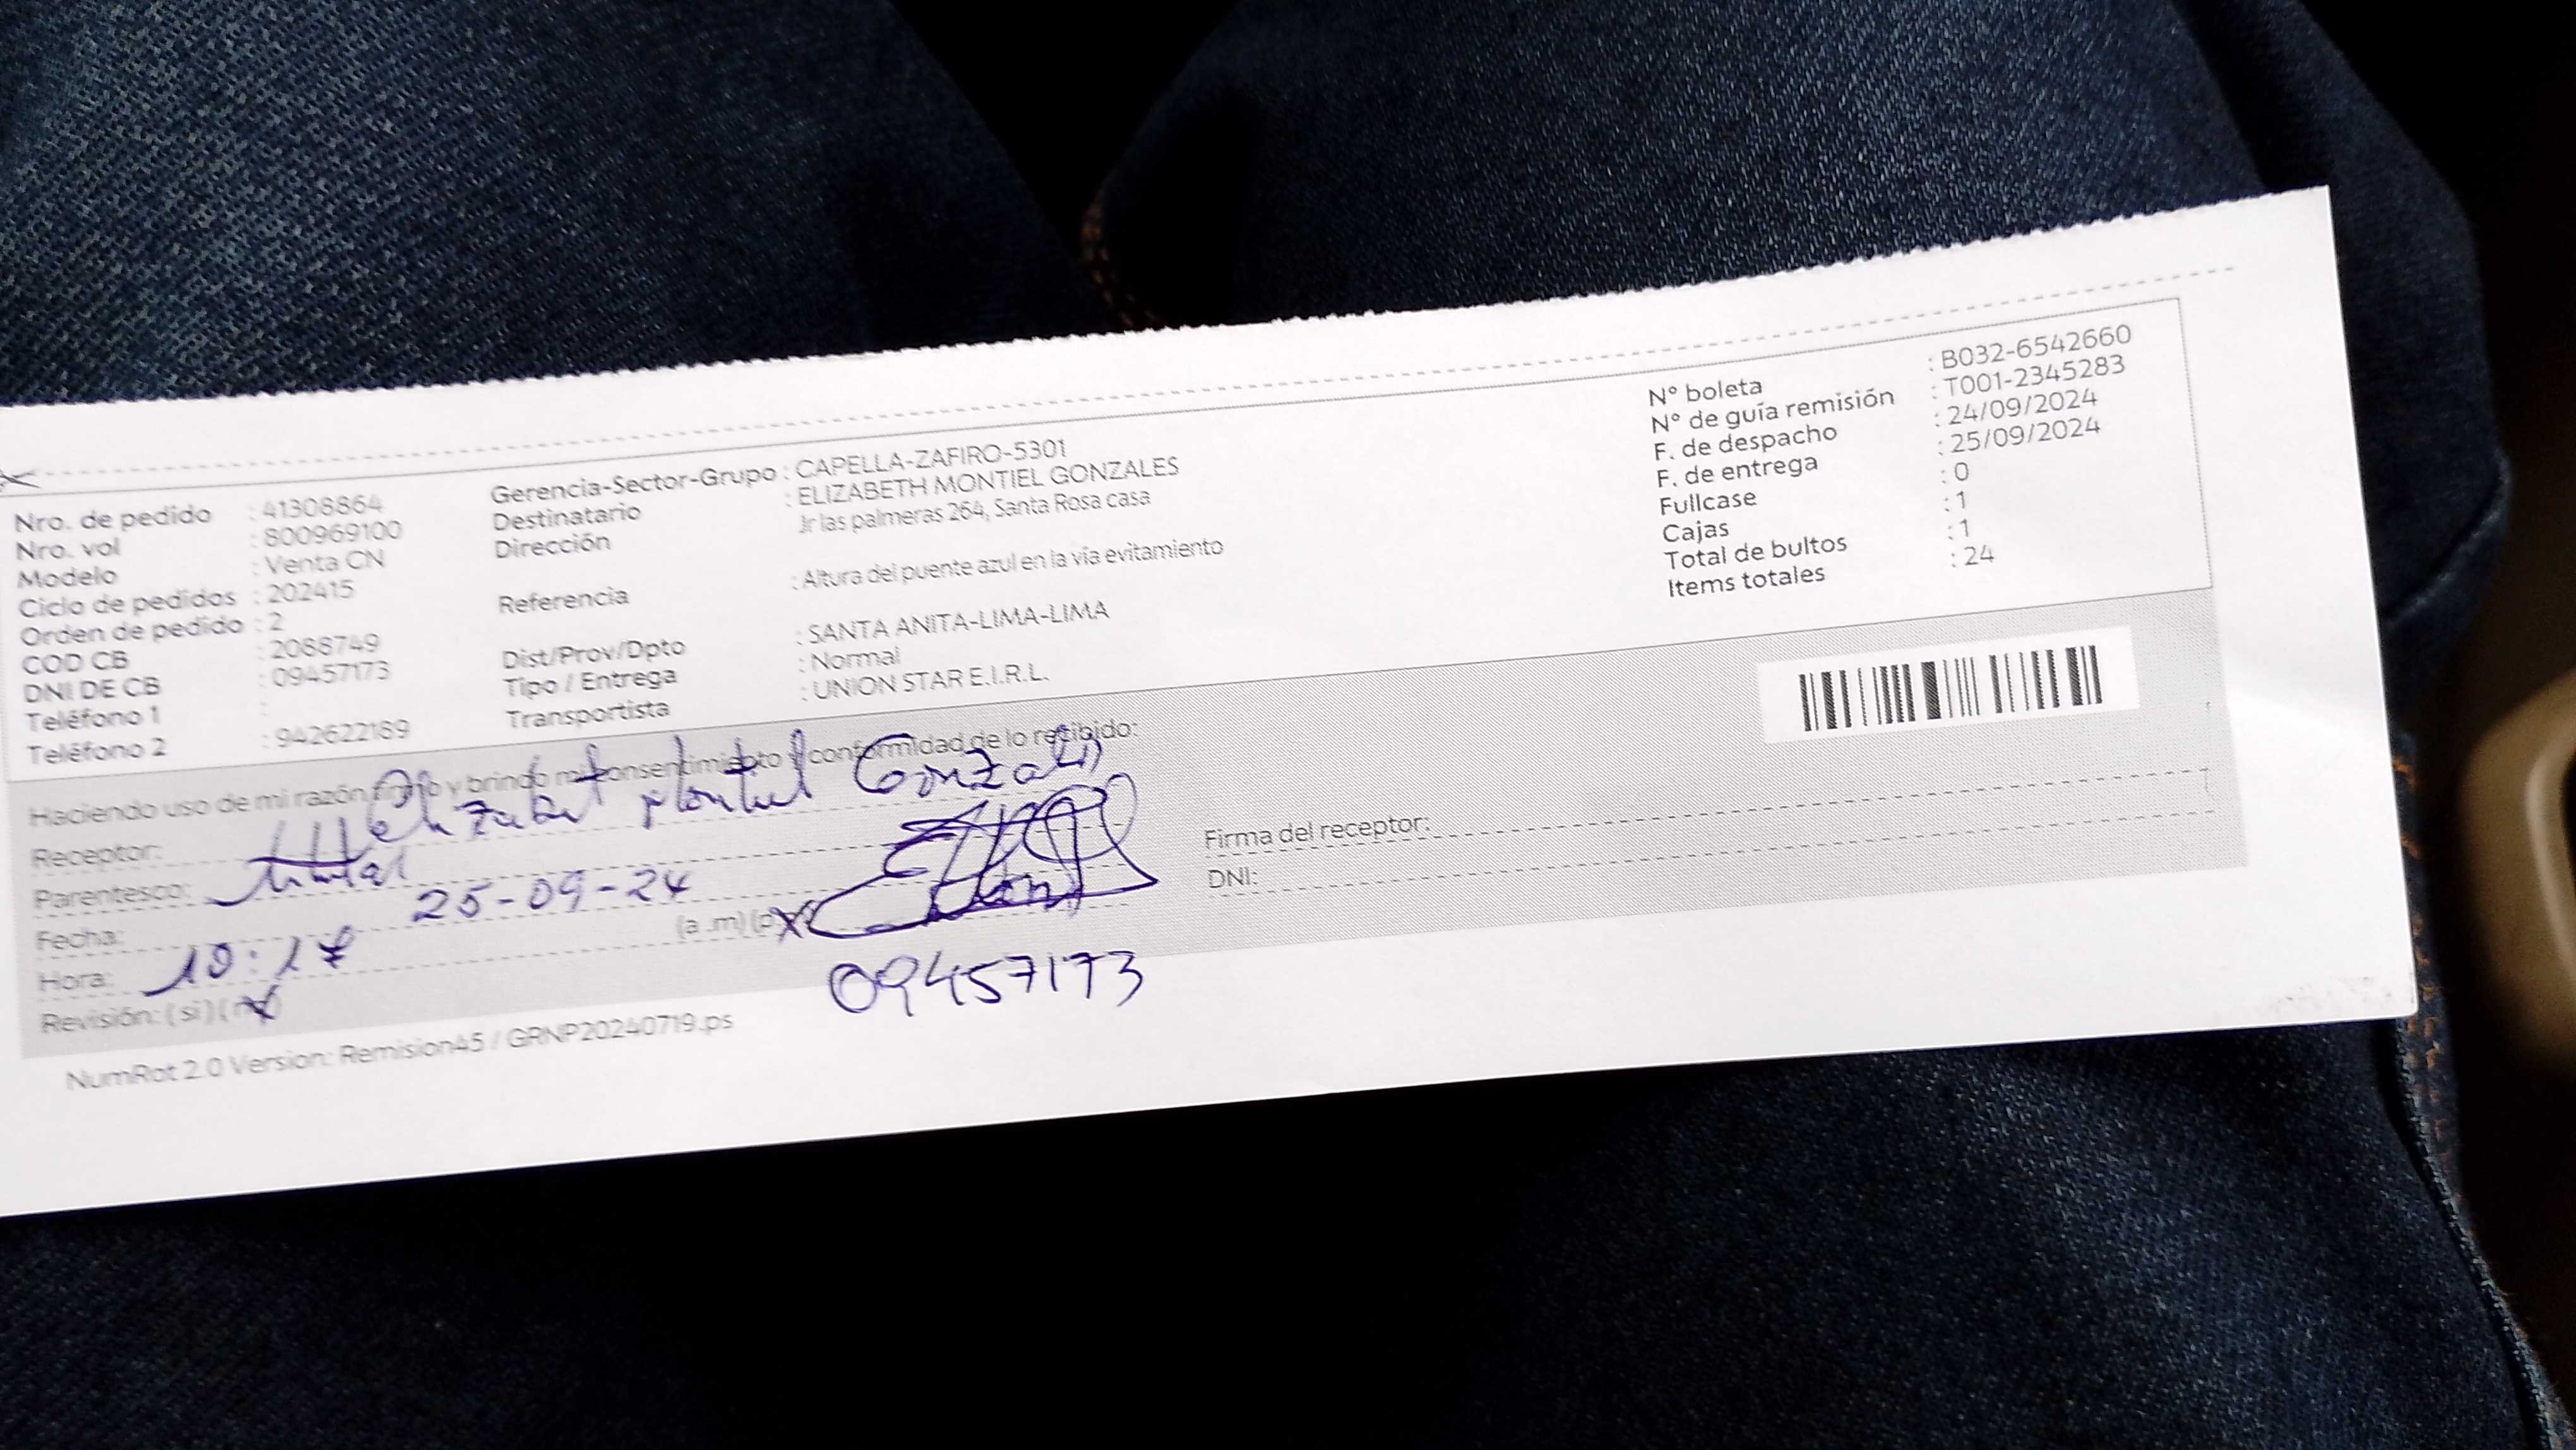 Nro. de pedido : 41308864
Nro. vol : 800969100
Modelo : Venta CN
Ciclo de pedidos : 202415
Orden de pedido : 2
COD CB : 2068749
DNI DE CB : 09457173
Teléfono 1 :
Teléfono 2 : 942622189
Gerencia-Sector-Grupo : CAPELLA-ZAFIRO-5301
Destinatario : ELIZABETH MONTIEL GONZALES
Dirección Jr las palmeras 264, Santa Rosa casa
Referencia : Altura del puente azul en la vía evitamiento
Dist/Prov/Dpto : SANTA ANITA-LIMA-LIMA
Tipo / Entrega : Normal
Transportista : UNION STAR E.I.R.L.
N° boleta : B032-6542660
N° de guía remisión : T001-2345283
F. de despacho : 24/09/2024
F. de entrega : 25/09/2024
Fullcase : 0
Cajas : 1
Total de bultos : 1
Items totales : 24
Haciendo uso de mi razón firmo y brindo mi consentimiento y conformidad de lo recibido:
Receptor: Gonzales
Parentesco:
Fecha: 25-09-24
Hora: 10:17 (a .m) (p
Revisión: ( si ) ( no
09457173
Firma del receptor:
DNI:
NumRot 2.0 Version: Remision45 / GRNP20240719.ps